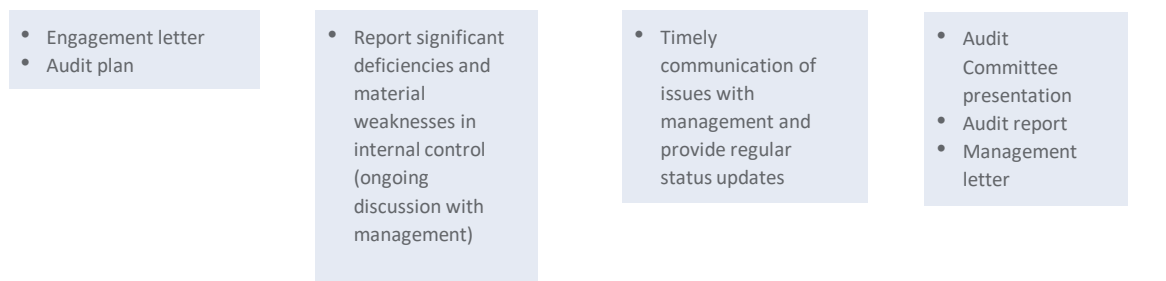 • Engagement letter
• Audit plan
• Report significant
deficiencies and
material
weaknesses in
internal control
(ongoing
discussion with
management)
• Timely
communication of
issues with
management and
provide regular
status updates
• Audit
Committee
presentation
• Audit report
• Management
letter